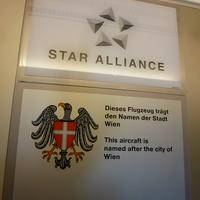 STAR ALLIANCE
Dieses Flugzeug trägt
den Namen der Stadt
Wien
This aircraft is
named after the city of
Wien